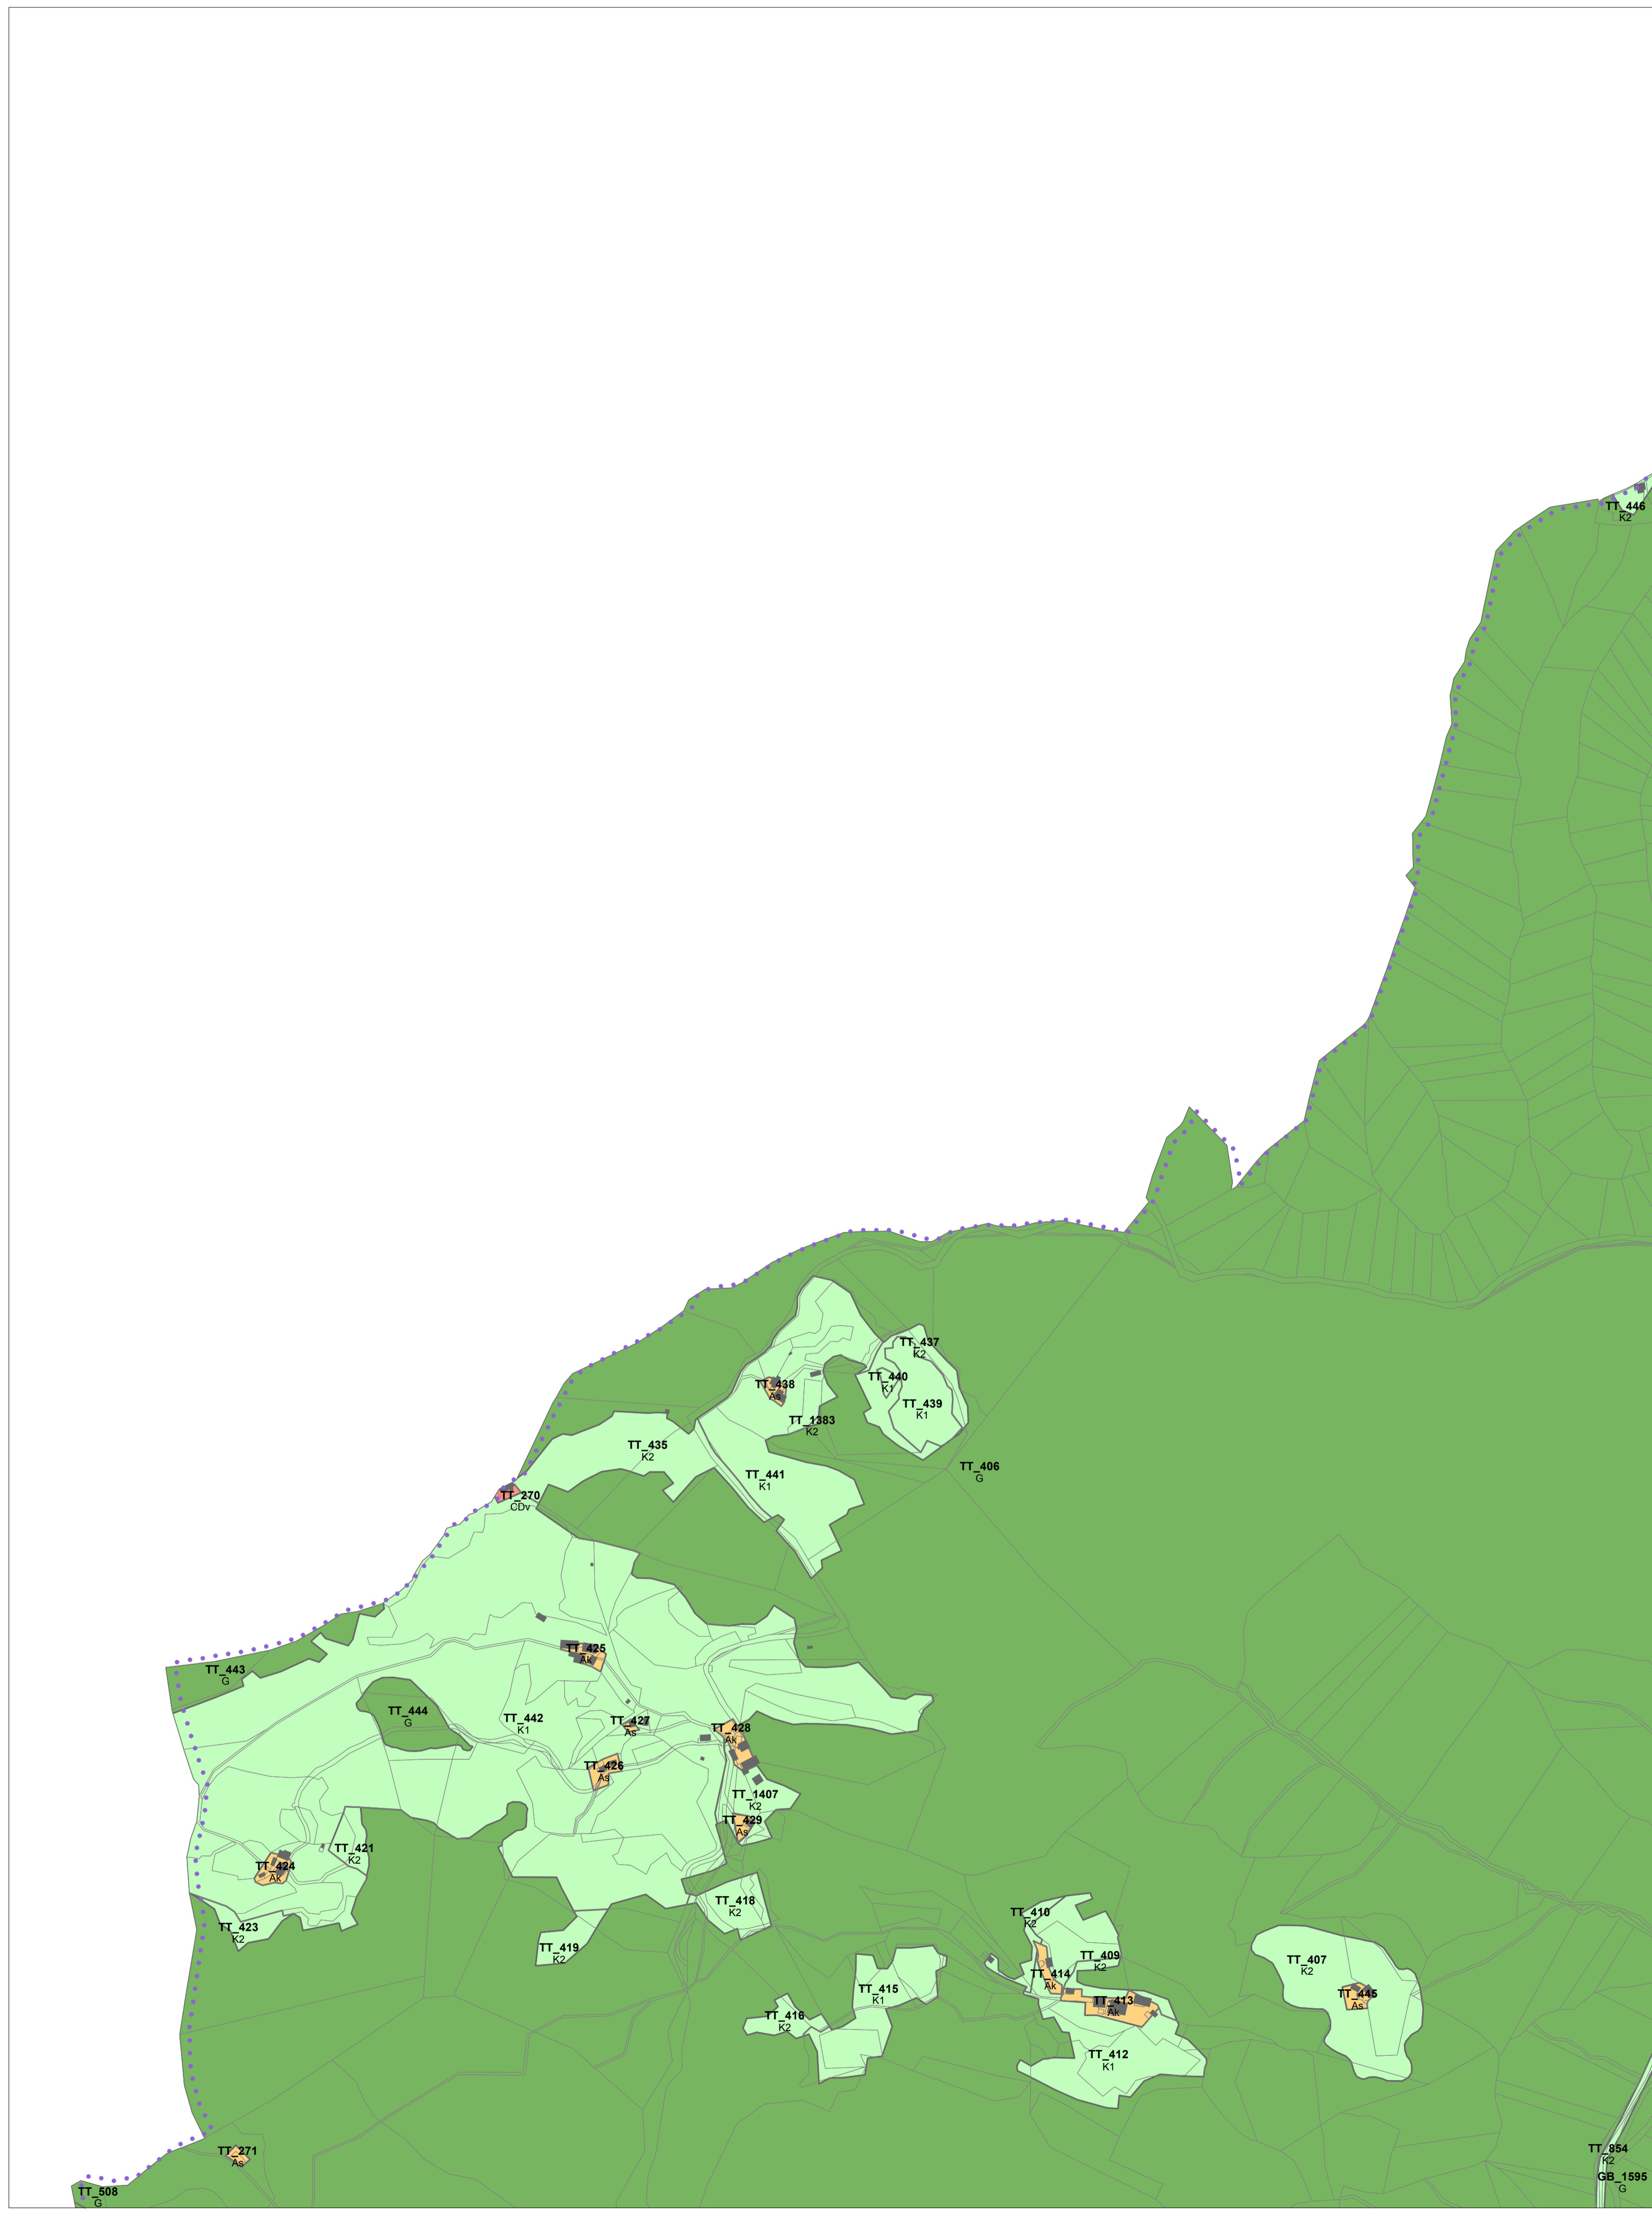 TT_446
K2
TT_437
K2
TT_440
K1
TT_438
As
TT_439
K1
TT_1383
K2
TT_435
K2
TT_406
G
TT_441
K1
TT_270
CDv
TT_425
Ak
TT_443
G
TT_444
G
TT_442
K1
TT_427
As
TT_428
Ak
TT_426
As
TT_1407
K2
TT_429
As
TT_421
K2
TT_424
Ak
TT_418
K2
TT_410
K2
TT_423
K2
TT_419
K2
TT_409
K2
TT_407
K2
TT_414
Ak
TT_415
K1
TT_445
As
TT_413
Ak
TT_416
K2
TT_412
K1
TT_854
K2
TT_271
As
GB_1595
G
TT_508
G